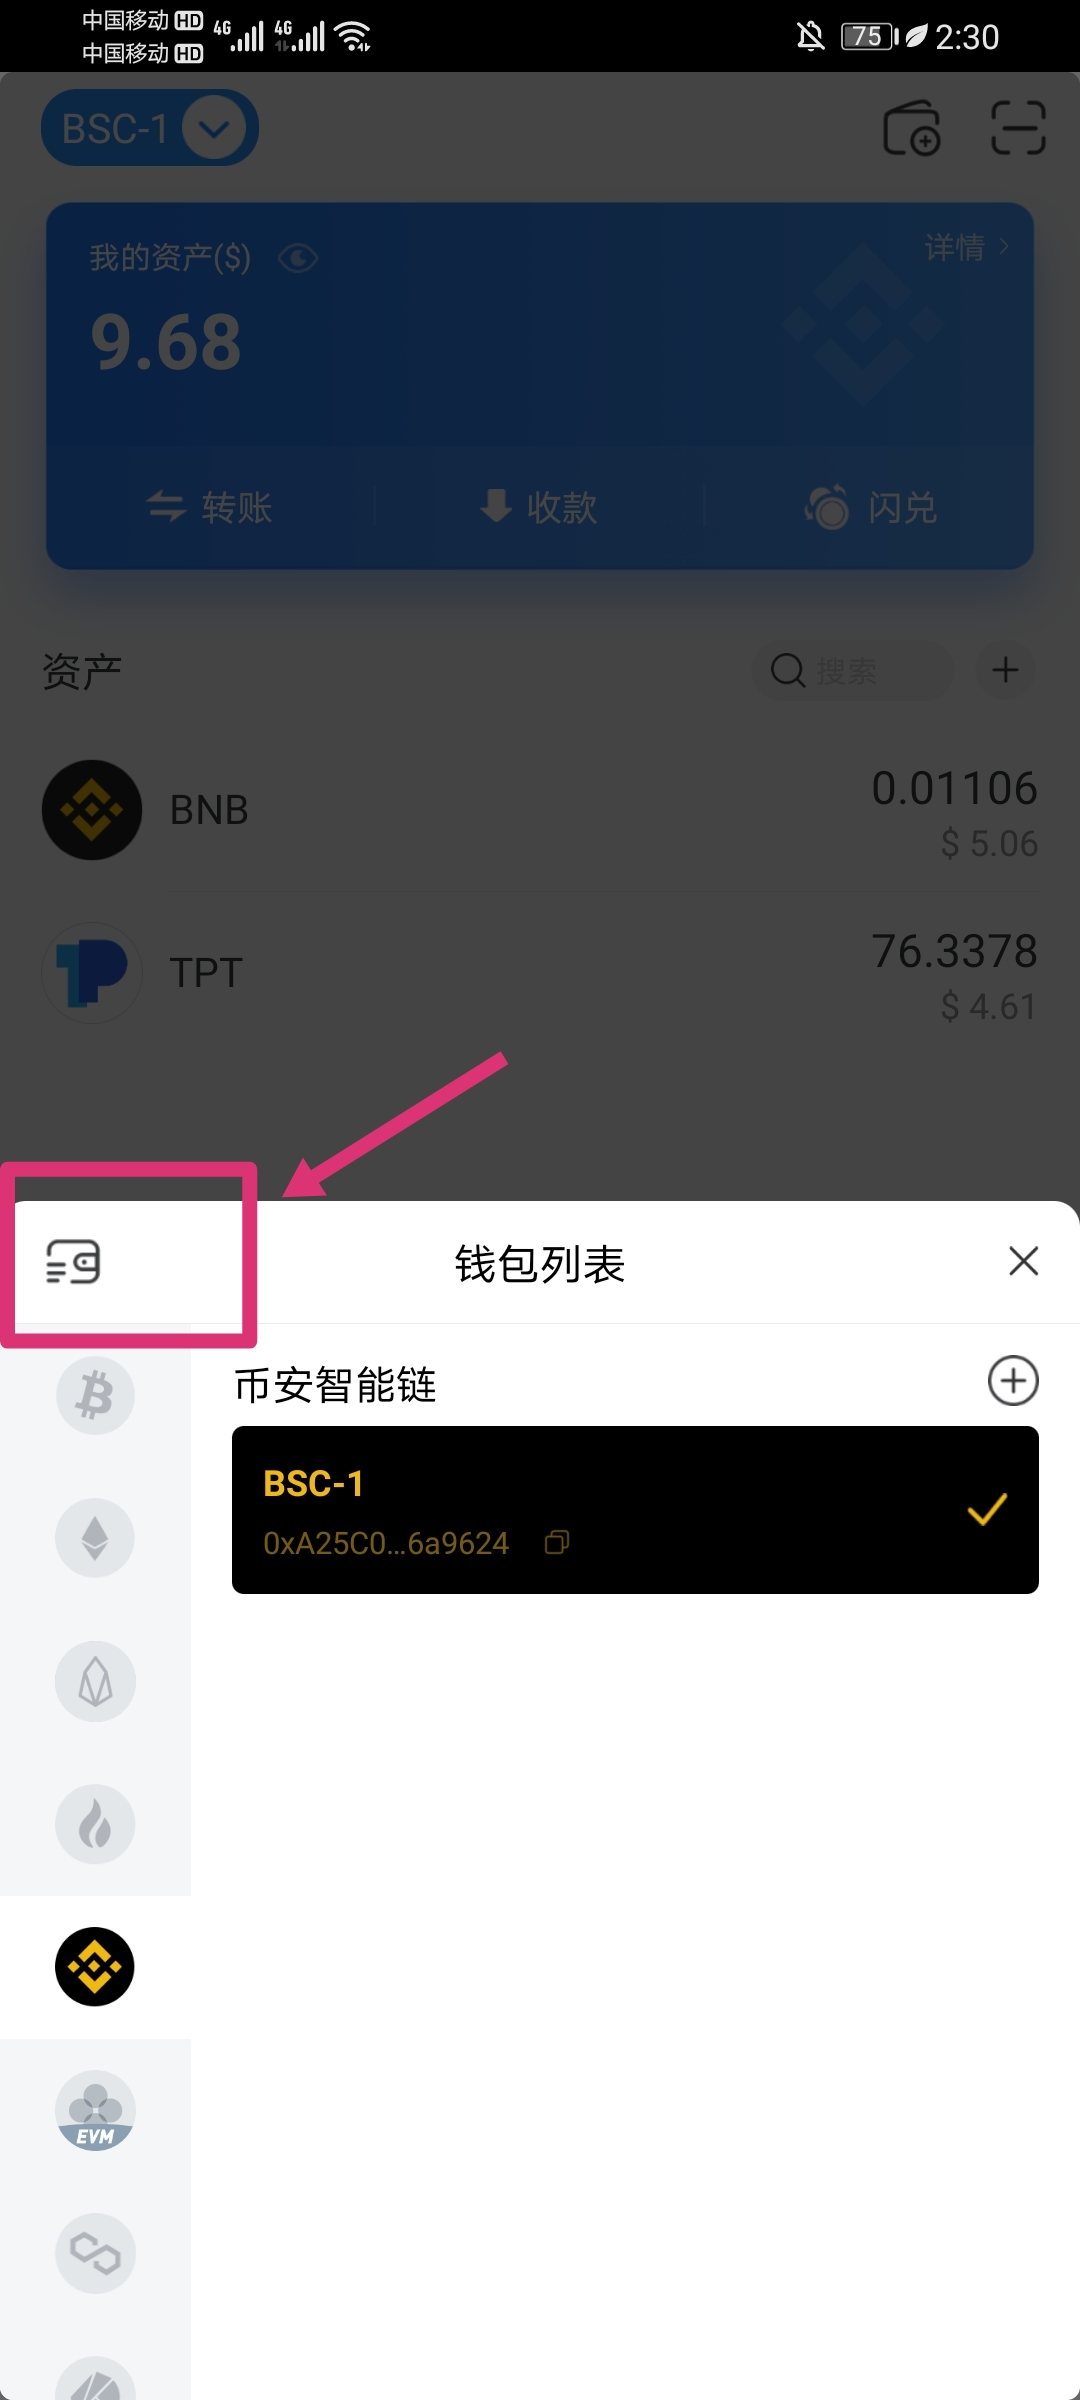 中国移动 HD 4G 4G 75 2:30
中国移动 HD
BSC-1
我的资产($) 详情
9.68
转账 收款 闪兑
资产 搜索
BNB 0.01106
$ 5.06
TPT 76.3378
$ 4.61
钱包列表
币安智能链
BSC-1
0xA25C0...6a9624
EVM